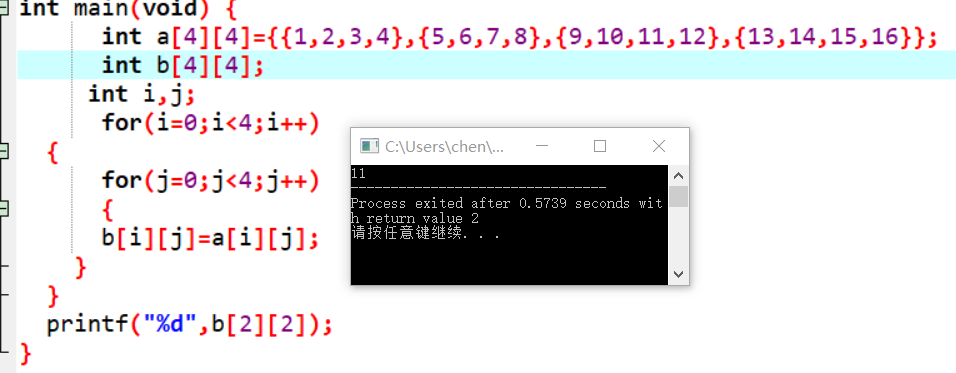 int main(void) {
int a[4][4]={{1,2,3,4},{5,6,7,8},{9,10,11,12},{13,14,15,16}};
int b[4][4];
int i,j;
for(i=0;i<4;i++)
{
for(j=0;j<4;j++)
{
b[i][j]=a[i][j];
}
}
printf("%d",b[2][2]);
}
C:\Users\chen\...
11
--------------------------------
Process exited after 0.5739 seconds wit
h return value 2
请按任意键继续. . .